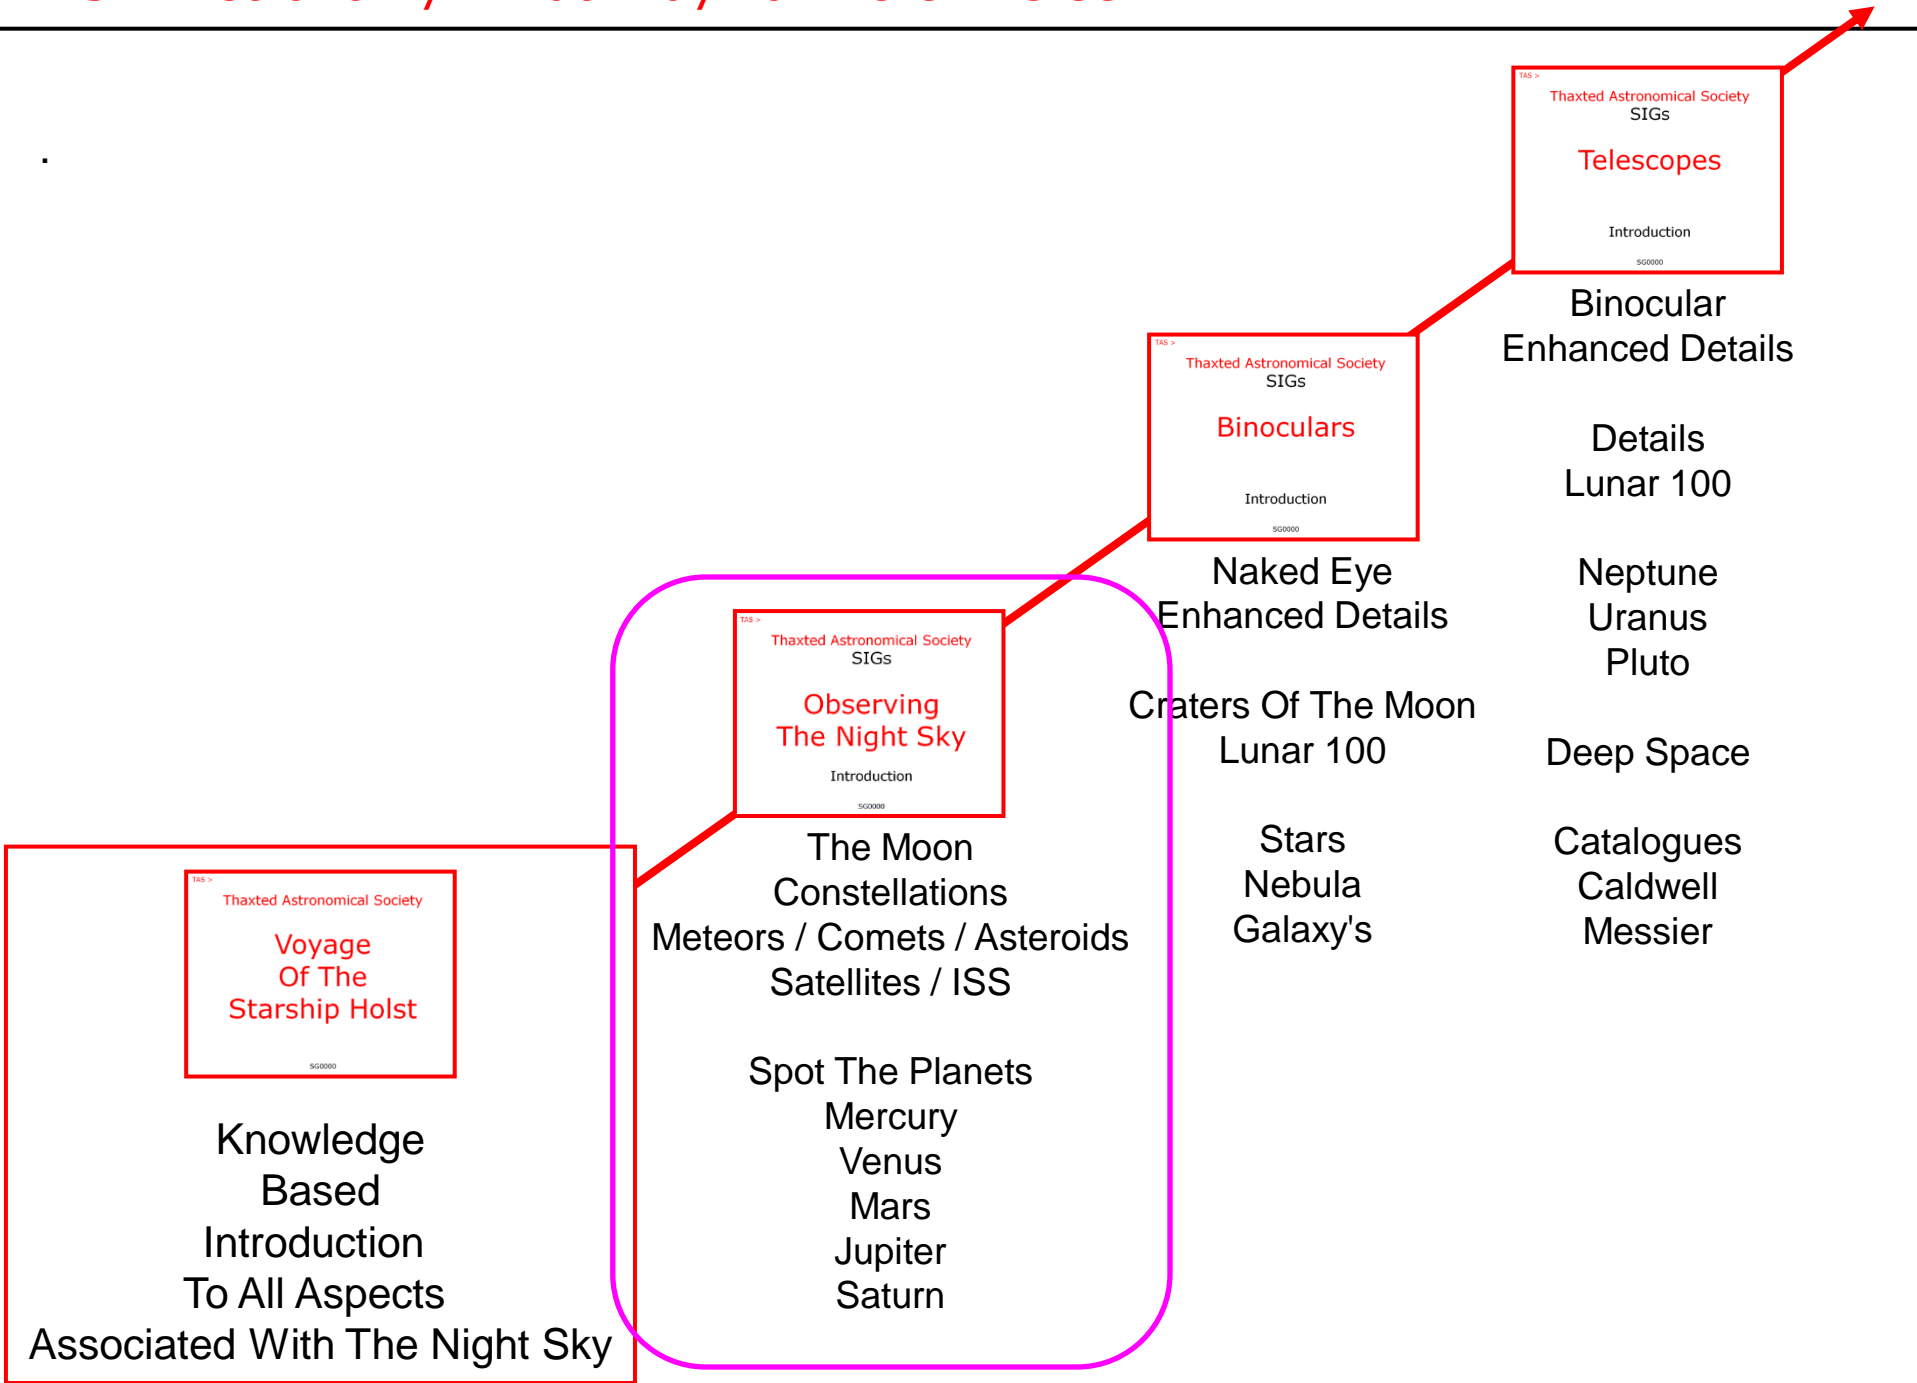 .
TAS >
Thaxted Astronomical Society
SIGs
Telescopes
Introduction
SG0000
Binocular
Enhanced Details
Details
Lunar 100
Neptune
Uranus
Pluto
Deep Space
Catalogues
Caldwell
Messier
TAS >
Thaxted Astronomical Society
SIGs
Binoculars
Introduction
SG0000
Naked Eye
Enhanced Details
Craters Of The Moon
Lunar 100
Stars
Nebula
Galaxy's
TAS >
Thaxted Astronomical Society
SIGs
Observing
The Night Sky
Introduction
SG0000
The Moon
Constellations
Meteors / Comets / Asteroids
Satellites / ISS
Spot The Planets
Mercury
Venus
Mars
Jupiter
Saturn
TAS >
Thaxted Astronomical Society
Voyage
Of The
Starship Holst
SG0000
Knowledge
Based
Introduction
To All Aspects
Associated With The Night Sky